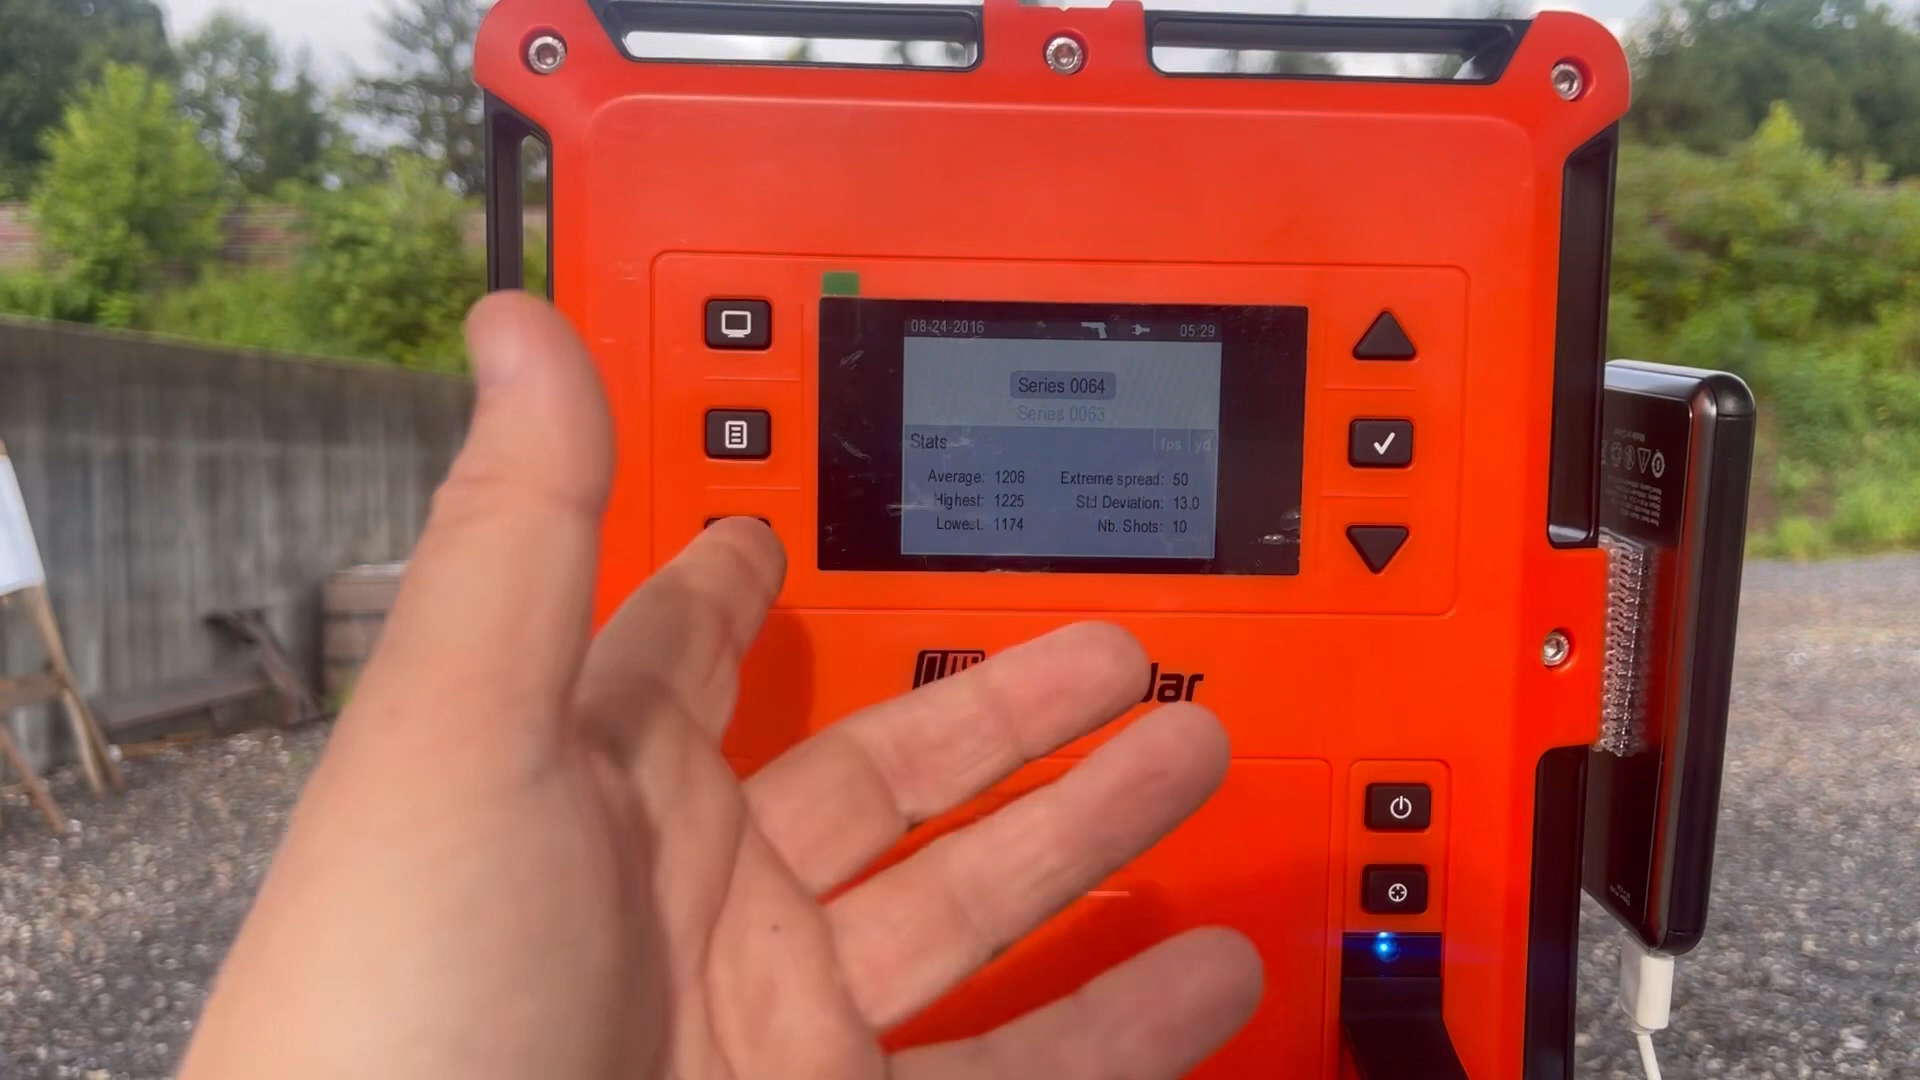 08-24-2016 05:29
Series 0064
Series 0063
Stats fps yd
Average: 1206 Extreme spread: 50
Highest: 1225 Std Deviation: 13.0
Lowest: 1174 Nb. Shots: 10